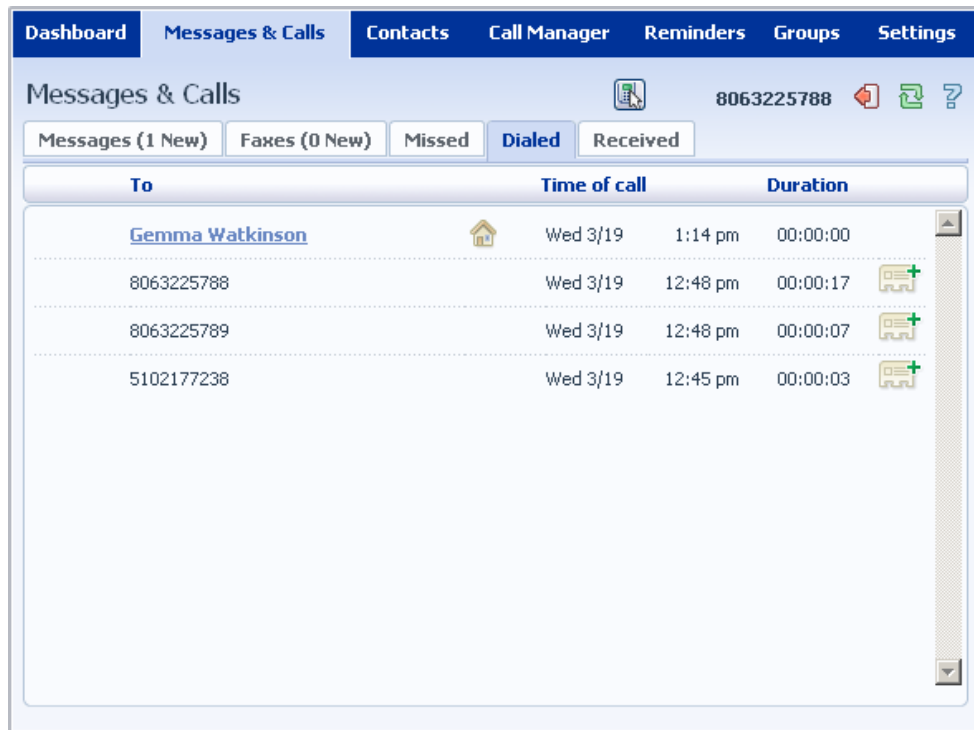 Dashboard Messages & Calls Contacts Call Manager Reminders Groups Settings
Messages & Calls 8063225788 ?
Messages (1 New) Faxes (0 New) Missed Dialed Received
To Time of call Duration
Gemma Watkinson Wed 3/19 1:14 pm 00:00:00
8063225788 Wed 3/19 12:48 pm 00:00:17
8063225789 Wed 3/19 12:48 pm 00:00:07
5102177238 Wed 3/19 12:45 pm 00:00:03